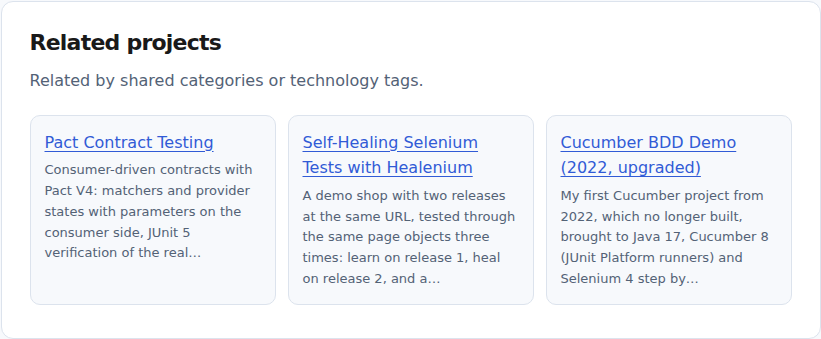 Related projects
Related by shared categories or technology tags.
Pact Contract Testing
Consumer-driven contracts with
Pact V4: matchers and provider
states with parameters on the
consumer side, JUnit 5
verification of the real…
Self-Healing Selenium
Tests with Healenium
A demo shop with two releases
at the same URL, tested through
the same page objects three
times: learn on release 1, heal
on release 2, and a…
Cucumber BDD Demo
(2022, upgraded)
My first Cucumber project from
2022, which no longer built,
brought to Java 17, Cucumber 8
(JUnit Platform runners) and
Selenium 4 step by…